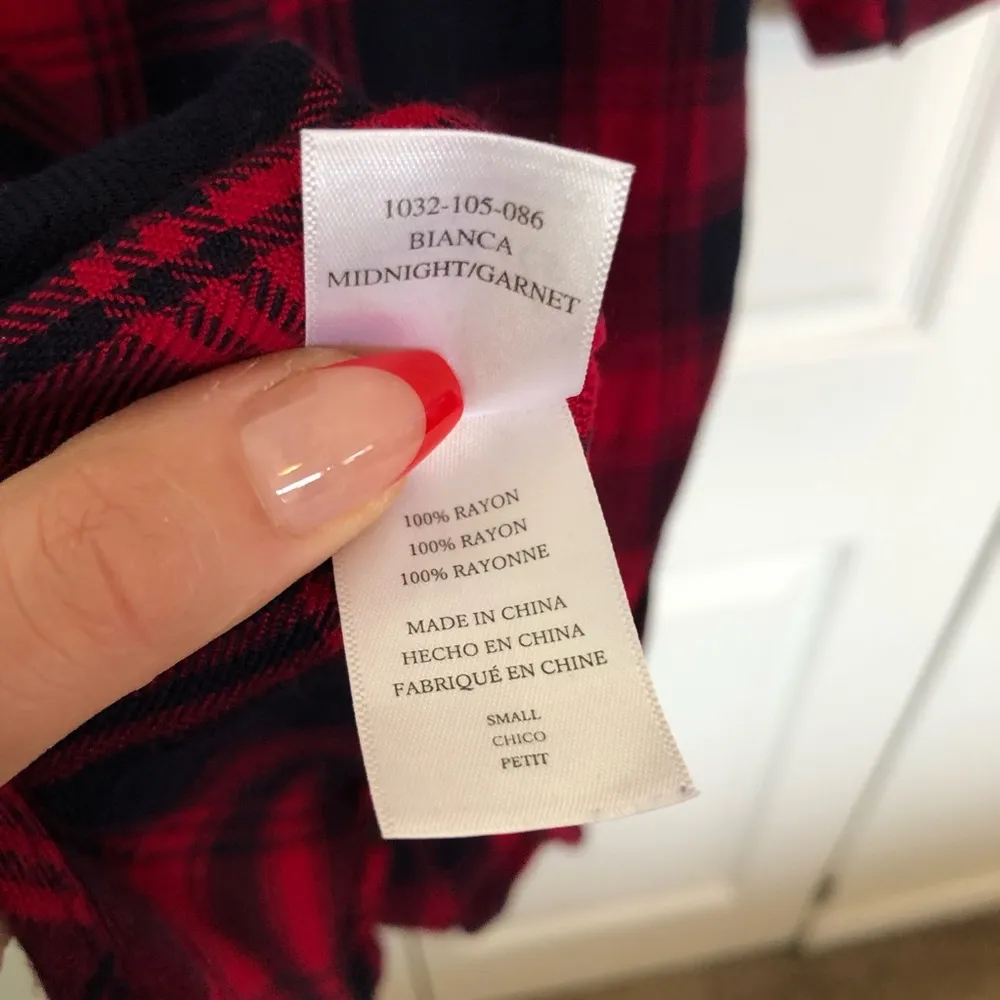 1032-105-086
BIANCA
MIDNIGHT/GARNET
100% RAYON
100% RAYON
100% RAYONNE
MADE IN CHINA
HECHO EN CHINA
FABRIQUÉ EN CHINE
SMALL
CHICO
PETIT